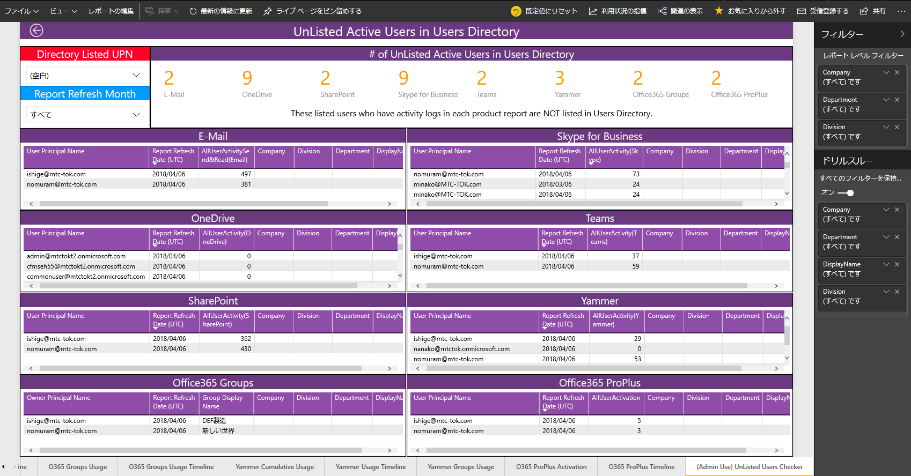 ファイル ビュー レポートの編集 探索 最新の情報に更新 ライブ ページをピン留めする 既定値にリセット 利用状況の指標 関連の表示 お気に入りから外す 受信登録する 共有 ...
UnListed Active Users in Users Directory
Directory Listed UPN
(空白)
Report Refresh Month
すべて
# of UnListed Active Users in Users Directory
2 9 2 9 2 3 2 2
E-Mail OneDrive SharePoint Skype for Business Teams Yammer Office365 Groups Office365 ProPlus
These listed users who have activity logs in each product report are NOT listed in Users Directory.
E-Mail
User Principal Name Report Refresh Date (UTC) AllUserActivity(Send&Read(Email) Company Division Department DisplayNam
ishige@mtc-tok.com 2018/04/06 497
nomuram@mtc-tok.com 2018/04/06 381
Skype for Business
User Principal Name Report Refresh Date (UTC) AllUserActivity(Skype) Company Division Department Display
nomuram@mtc-tok.com 2018/04/06 73
minako@MTC-TOK.com 2018/03/06 24
minako@MTC-TOK.com 2018/04/06 24
OneDrive
User Principal Name Report Refresh Date (UTC) AllUserActivity(OneDrive) Company Division Department DisplayN
admin@mtctokt2.onmicrosoft.com 2018/04/06 0
cfmseh55@mtctokt2.onmicrosoft.com 2018/04/06 0
commonuser@mtctokt2.onmicrosoft.com 2018/04/06 0
Teams
User Principal Name Report Refresh Date (UTC) AllUserActivity(Teams) Company Division Department DisplayNam
ishige@mtc-tok.com 2018/04/06 37
nomuram@mtc-tok.com 2018/04/06 59
SharePoint
User Principal Name Report Refresh Date (UTC) AllUserActivity(SharePoint) Company Division Department DisplayN
ishige@mtc-tok.com 2018/04/06 362
nomuram@mtc-tok.com 2018/04/06 430
Yammer
User Principal Name Report Refresh Date (UTC) AllUserActivity(Yammer) Company Division Department Display
ishige@mtc-tok.com 2018/04/06 29
nanako@mtctok.onmicrosoft.com 2018/04/06 0
nomuram@mtc-tok.com 2018/04/06 53
Office365 Groups
Owner Principal Name Report Refresh Date (UTC) Group Display Name Company Division Department DisplayNam
ishige@mtc-tok.com 2018/04/06 DEF製造
nomuram@mtc-tok.com 2018/04/06 新しい世界
Office365 ProPlus
User Principal Name Report Refresh Date (UTC) AllUserActivation Company Division Department DisplayNam
ishige@mtc-tok.com 2018/04/06 5
nomuram@mtc-tok.com 2018/04/06 3
フィルター
レポート レベル フィルター
Company
(すべて) です
Department
(すべて) です
Division
(すべて) です
ドリルスルー
すべてのフィルターを保持...
オン
Company
(すべて) です
Department
(すべて) です
DisplayName
(すべて) です
Division
(すべて) です
ine O365 Groups Usage O365 Groups Usage Timeline Yammer Cumulative Usage Yammer Usage Timeline Yammer Groups Usage O365 ProPlus Activation O365 ProPlus Timeline (Admin Use) UnListed Users Checker